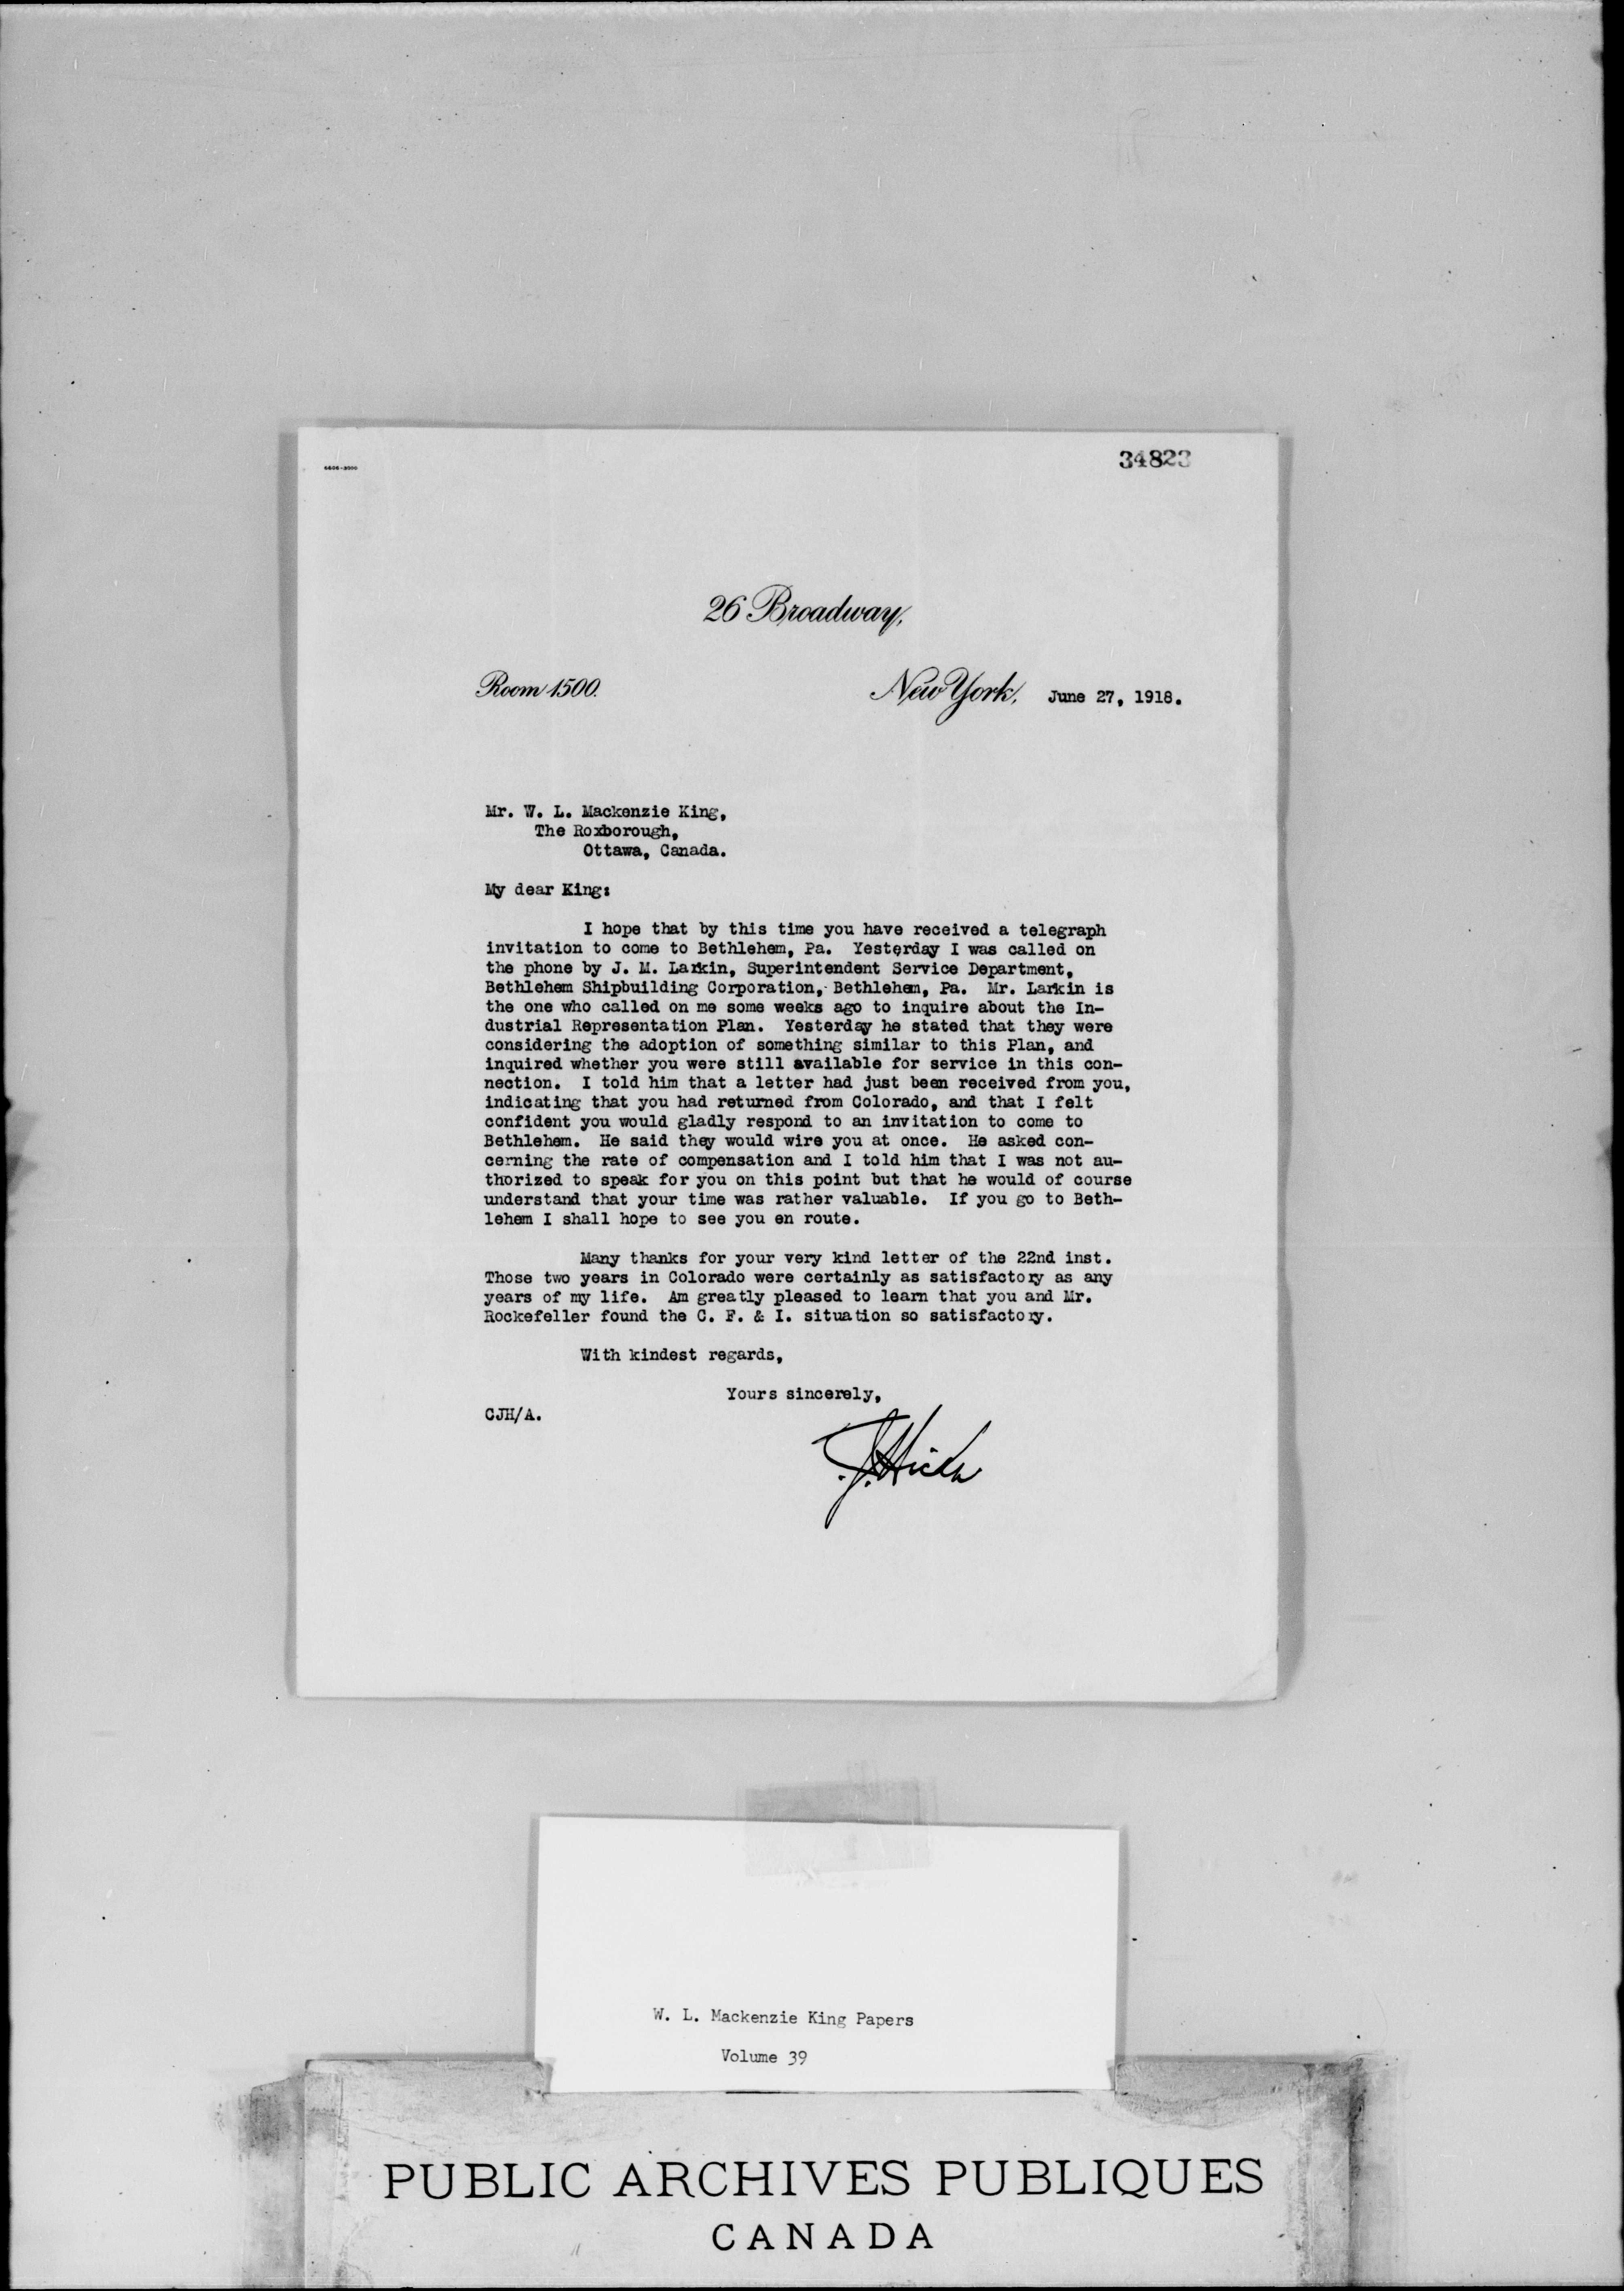 6606-3000
34823
26 Broadway,
Room 1500.
New York, June 27, 1918.
Mr. W. L. Mackenzie King,
The Roxborough,
Ottawa, Canada.
My dear King:
I hope that by this time you have received a telegraph
invitation to come to Bethlehem, Pa. Yesterday I was called on
the phone by J. M. Larkin, Superintendent Service Department,
Bethlehem Shipbuilding Corporation, Bethlehem, Pa. Mr. Larkin is
the one who called on me some weeks ago to inquire about the In-
dustrial Representation Plan. Yesterday he stated that they were
considering the adoption of something similar to this Plan, and
inquired whether you were still available for service in this con-
nection. I told him that a letter had just been received from you,
indicating that you had returned from Colorado, and that I felt
confident you would gladly respond to an invitation to come to
Bethlehem. He said they would wire you at once. He asked con-
cerning the rate of compensation and I told him that I was not au-
thorized to speak for you on this point but that he would of course
understand that your time was rather valuable. If you go to Beth-
lehem I shall hope to see you en route.
Many thanks for your very kind letter of the 22nd inst.
Those two years in Colorado were certainly as satisfactory as any
years of my life. Am greatly pleased to learn that you and Mr.
Rockefeller found the C. F. & I. situation so satisfactory.
With kindest regards,
Yours sincerely,
CJH/A.
C.J. Hicks
W. L. Mackenzie King Papers
Volume 39
PUBLIC ARCHIVES PUBLIQUES
CANADA